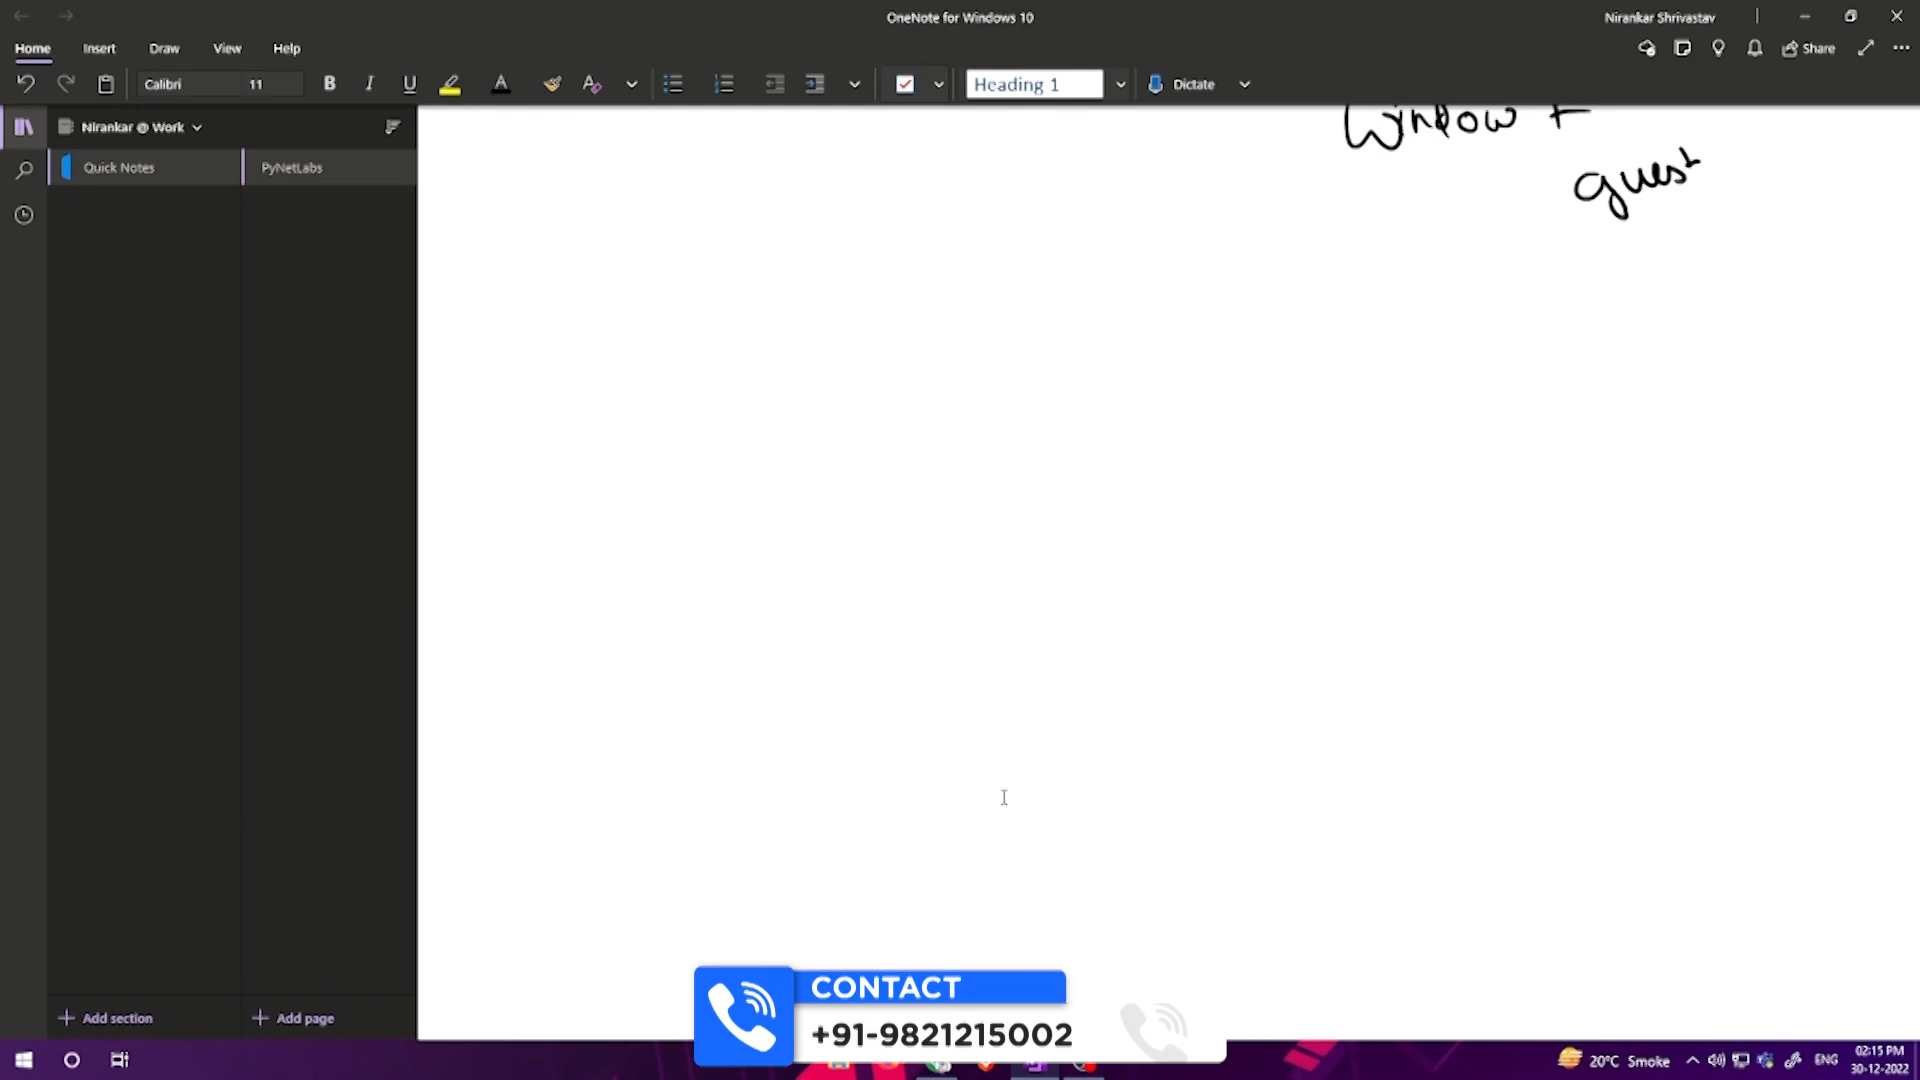 OneNote for Windows 10
Nirankar Shrivastav
Home
Insert
Draw
View
Help
Share
Calibri
11
B
I
U
A
Heading 1
Dictate
Nirankar @ Work
Quick Notes
PyNetLabs
Window +
guest
Add section
Add page
CONTACT
+91-9821215002
20°C Smoke
ENG
02:15 PM
30-12-2022